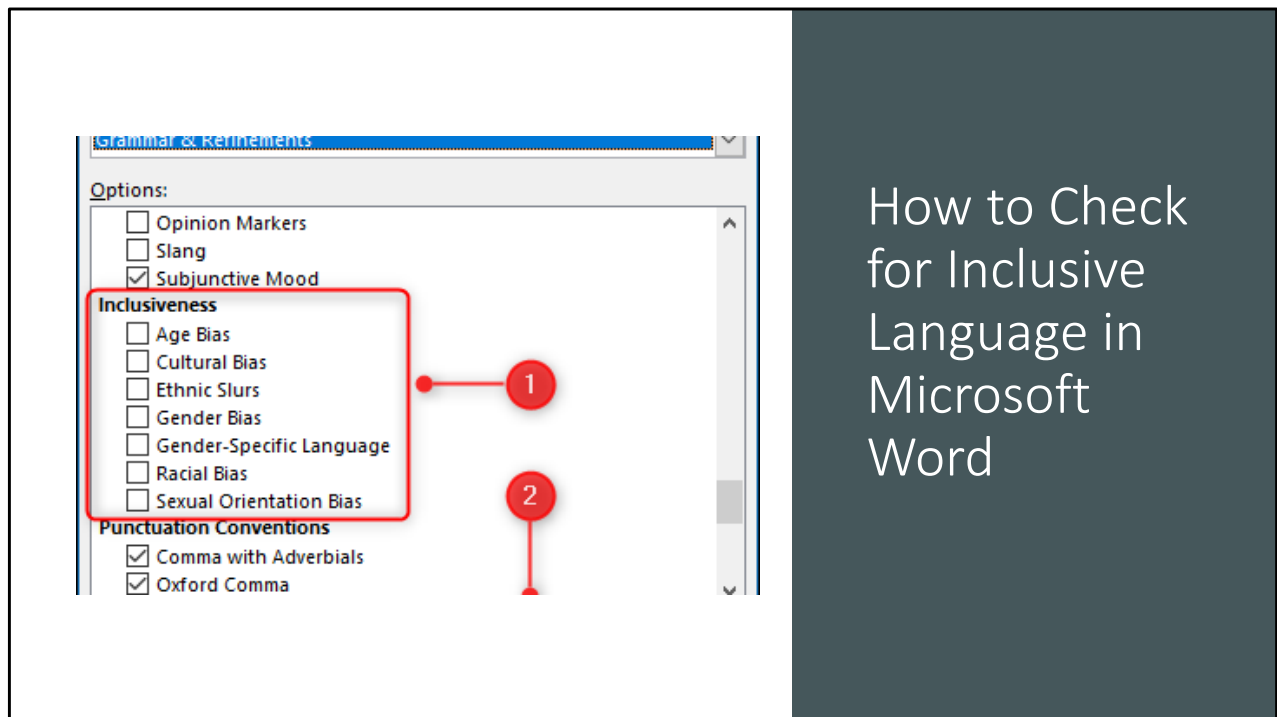 Grammar & Refinements
Options:
Opinion Markers
Slang
Subjunctive Mood
Inclusiveness
Age Bias
Cultural Bias
Ethnic Slurs
Gender Bias
Gender-Specific Language
Racial Bias
Sexual Orientation Bias
Punctuation Conventions
Comma with Adverbials
Oxford Comma
1
2
How to Check
for Inclusive
Language in
Microsoft
Word